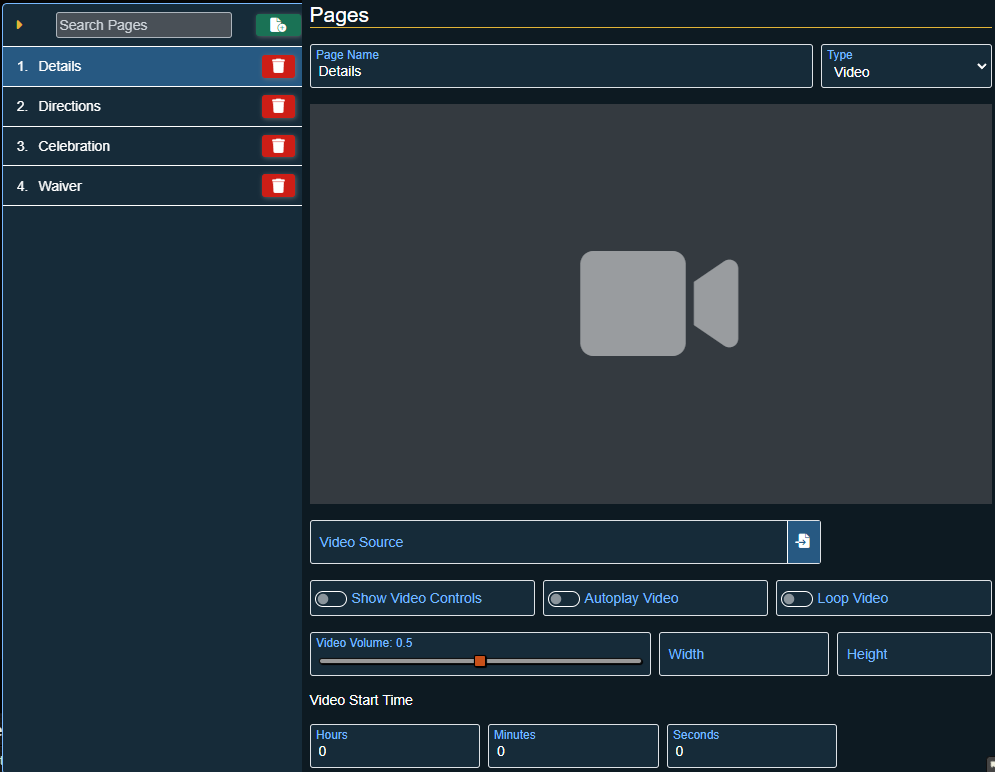 Search Pages
1. Details
2. Directions
3. Celebration
4. Waiver
Pages
Page Name
Details
Type
Video
Video Source
Show Video Controls
Autoplay Video
Loop Video
Video Volume: 0.5
Width
Height
Video Start Time
Hours
0
Minutes
0
Seconds
0